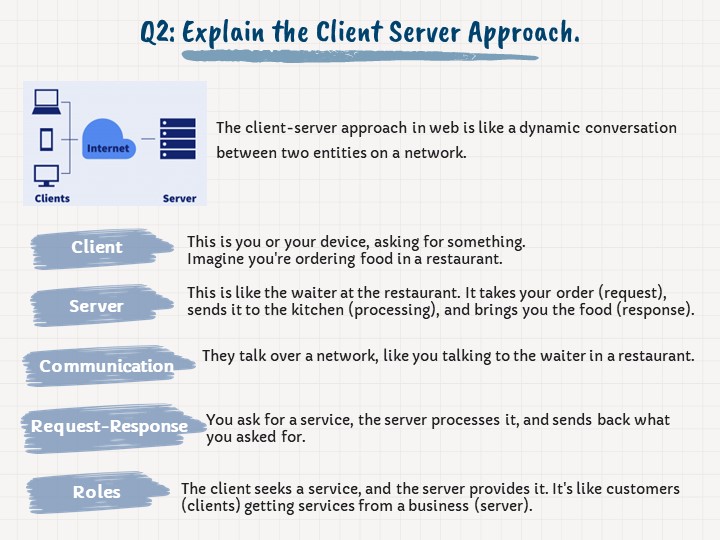 Q2: Explain the Client Server Approach.
Internet
Clients
Server
The client-server approach in web is like a dynamic conversation
between two entities on a network.
Client
This is you or your device, asking for something.
Imagine you're ordering food in a restaurant.
Server
This is like the waiter at the restaurant. It takes your order (request),
sends it to the kitchen (processing), and brings you the food (response).
Communication
They talk over a network, like you talking to the waiter in a restaurant.
Request-Response
You ask for a service, the server processes it, and sends back what
you asked for.
Roles
The client seeks a service, and the server provides it. It's like customers
(clients) getting services from a business (server).